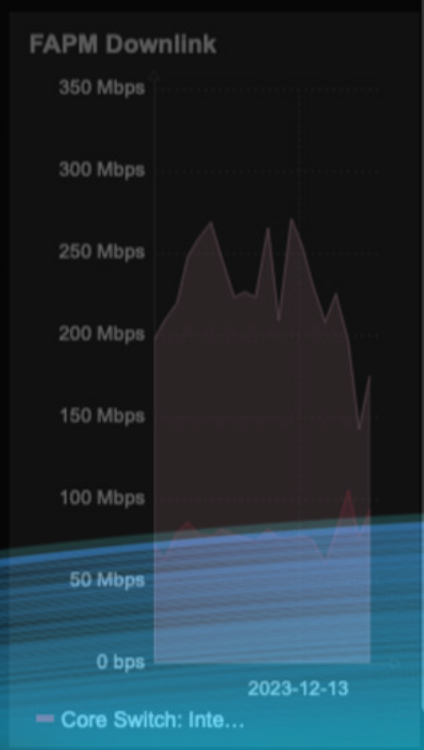 FAPM Downlink
350 Mbps
300 Mbps
250 Mbps
200 Mbps
150 Mbps
100 Mbps
50 Mbps
0 bps
2023-12-13
Core Switch: Inte...